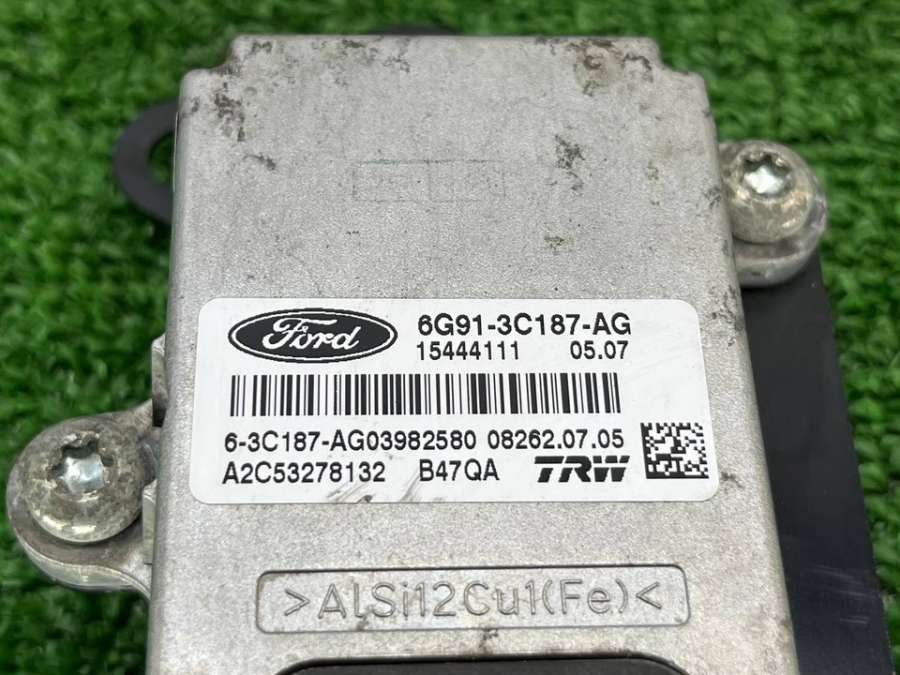 Ford 6G91-3C187-AG
15444111 05.07
6-3C187-AG03982580 08262.07.05
A2C53278132 B47QA TRW
>AlSi12Cu1(Fe)<